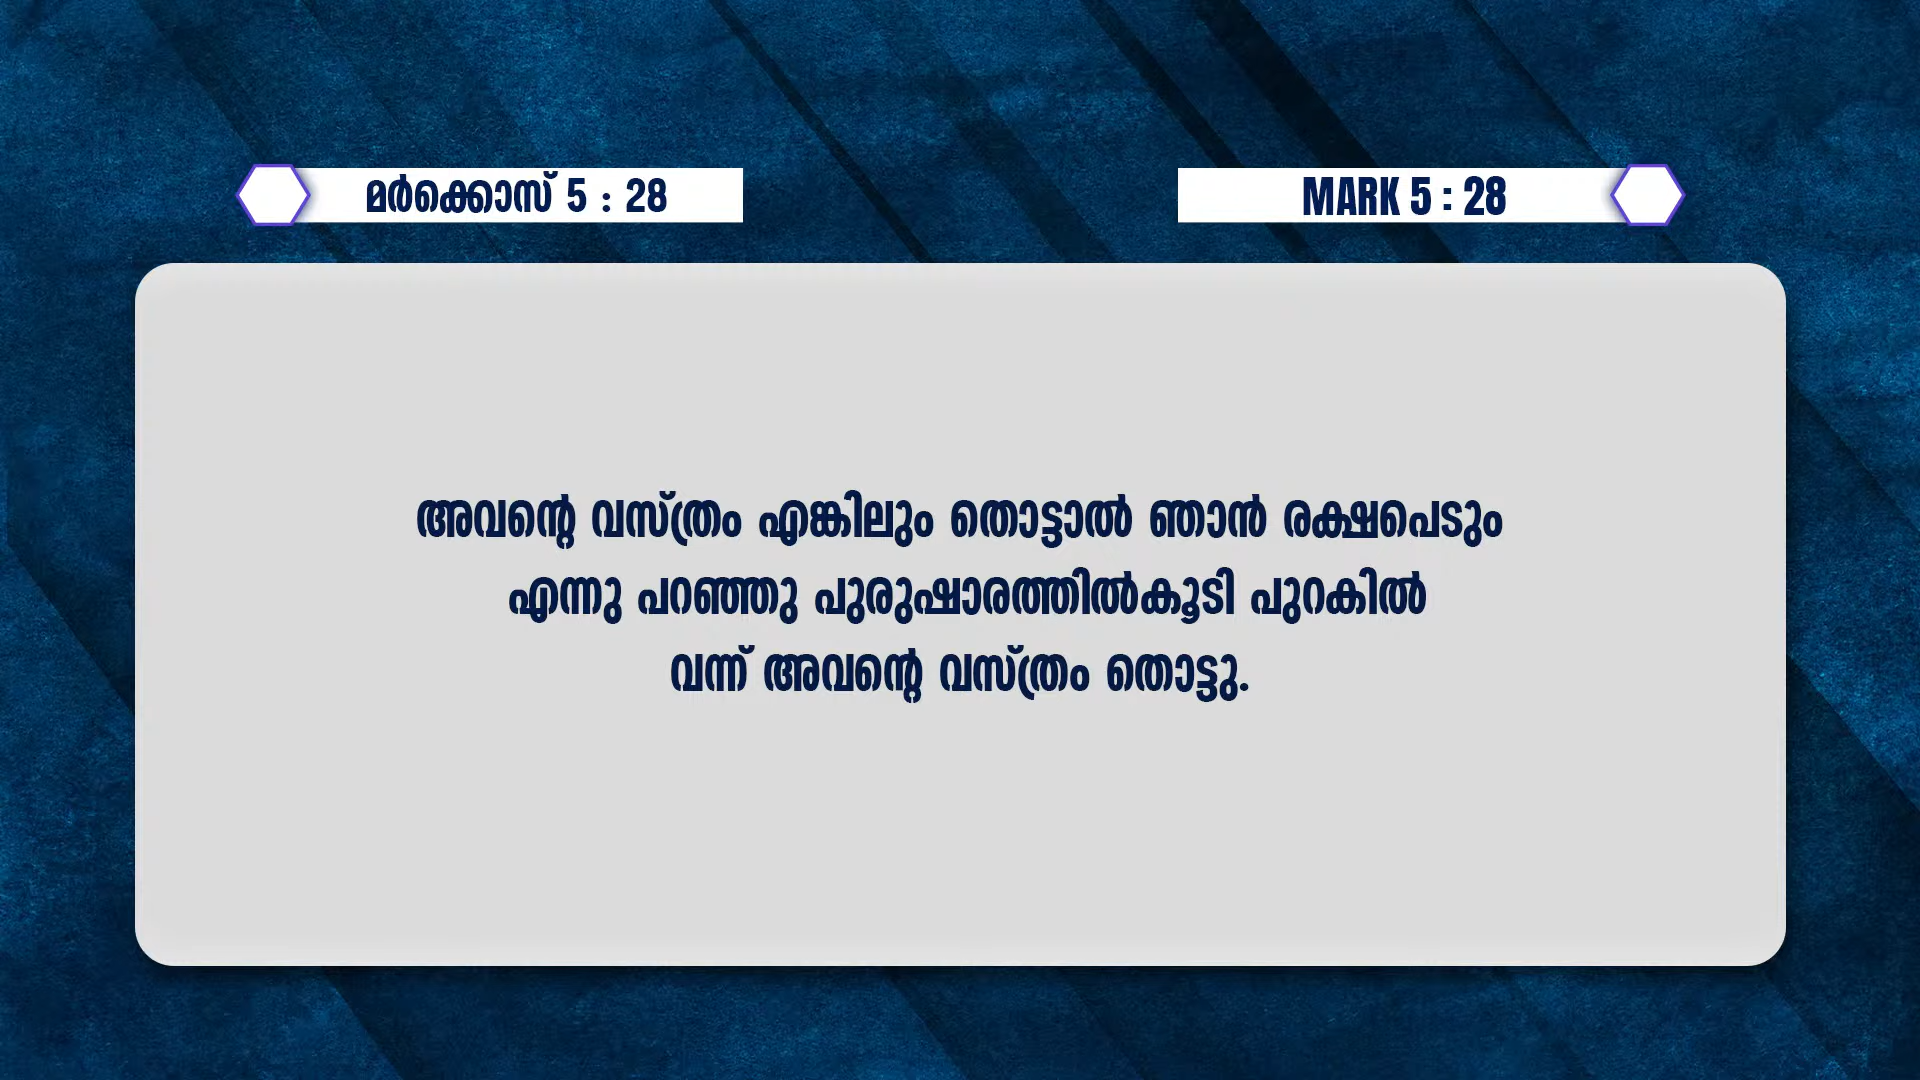 മർക്കൊസ് 5 : 28
MARK 5 : 28
അവന്റെ വസ്ത്രം എങ്കിലും തൊട്ടാൽ ഞാൻ രക്ഷപെടും
എന്നു പറഞ്ഞു പുരുഷാരത്തിൽകൂടി പുറകിൽ
വന്ന് അവന്റെ വസ്ത്രം തൊട്ടു.